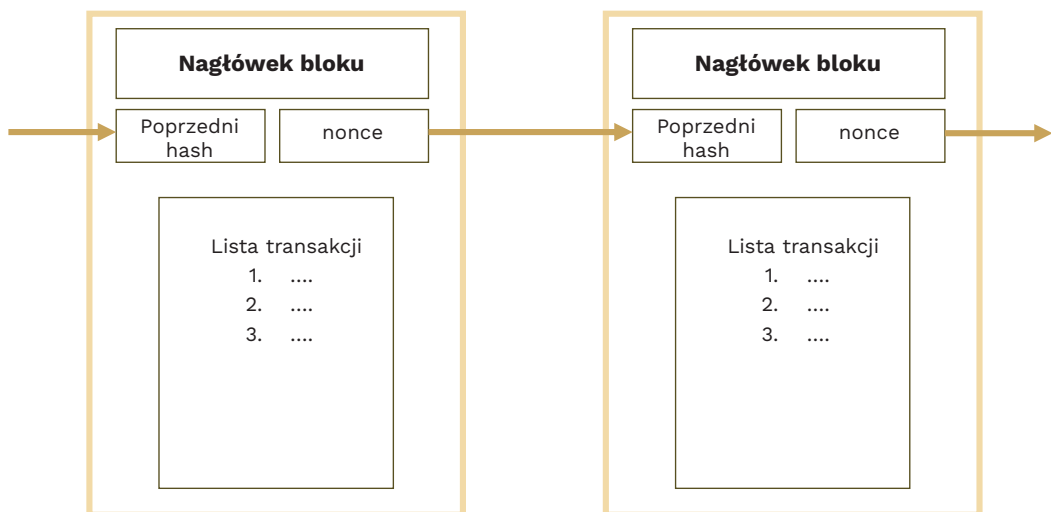 Nagłówek bloku
Poprzedni
hash
nonce
Lista transakcji
1. ....
2. ....
3. ....
Nagłówek bloku
Poprzedni
hash
nonce
Lista transakcji
1. ....
2. ....
3. ....